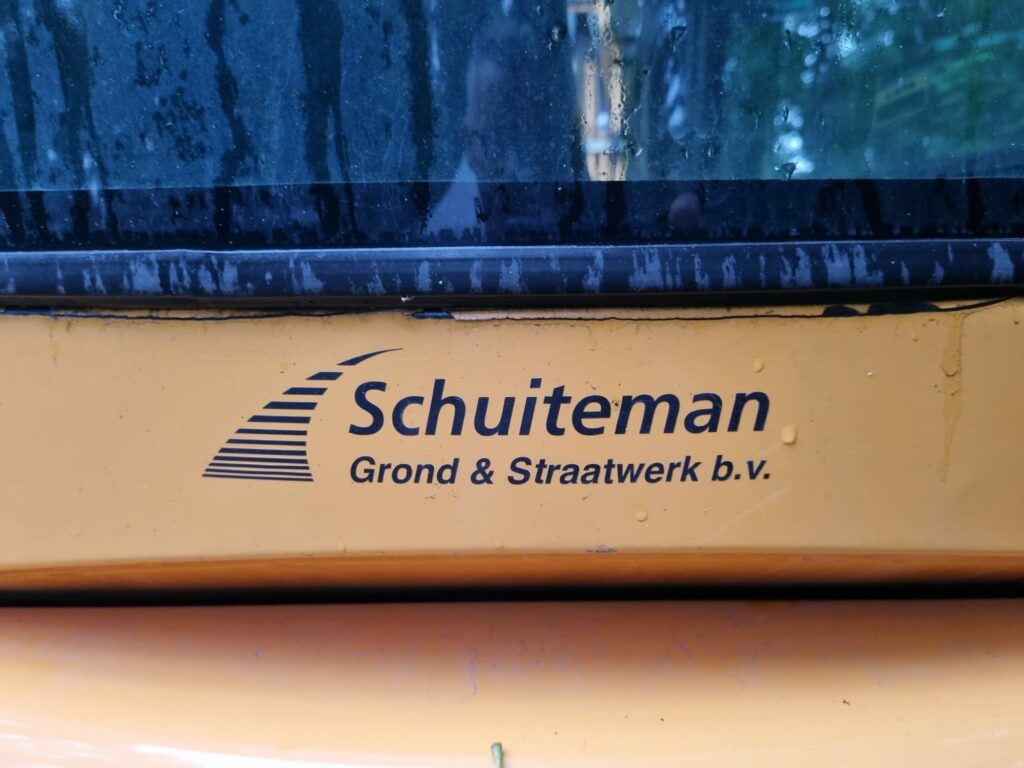 Schuiteman
Grond & Straatwerk b.v.